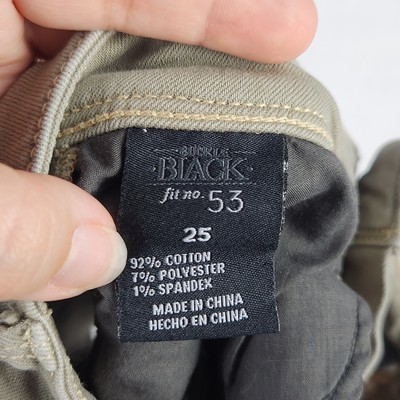 BUCKLE
BLACK
fit no. 53
25
92% COTTON
7% POLYESTER
1% SPANDEX
MADE IN CHINA
HECHO EN CHINA